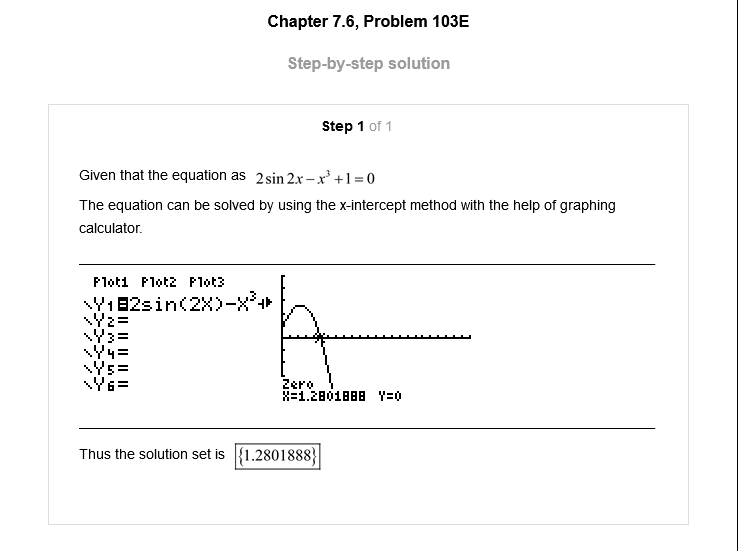 Chapter 7.6, Problem 103E
Step-by-step solution
Step 1 of 1
Given that the equation as 2 sin 2x – x³ + 1 = 0
The equation can be solved by using the x-intercept method with the help of graphing
calculator.
Plot1 Plot2 Plot3
\Y1=2sin(2X)-X³+
\Y2=
\Y3=
\Y4=
\Y5=
\Y6=
Zero
X=1.2801888 Y=0
Thus the solution set is {1.2801888}